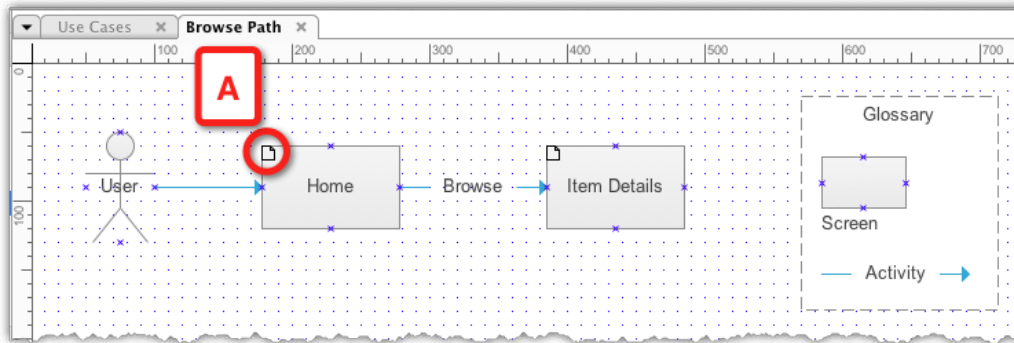 Use Cases
Browse Path
100
200
300
400
500
600
700
0
100
A
User
Home
Browse
Item Details
Glossary
Screen
Activity